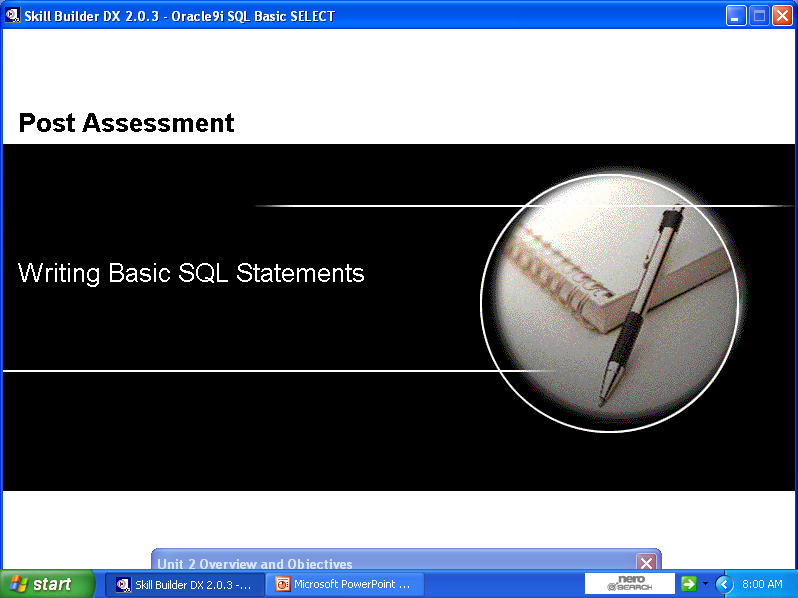 Skill Builder DX 2.0.3 - Oracle9i SQL Basic SELECT
Post Assessment
Writing Basic SQL Statements
Unit 2 Overview and Objectives
start
Skill Builder DX 2.0.3 -...
Microsoft PowerPoint ...
nero
SEARCH
8:00 AM